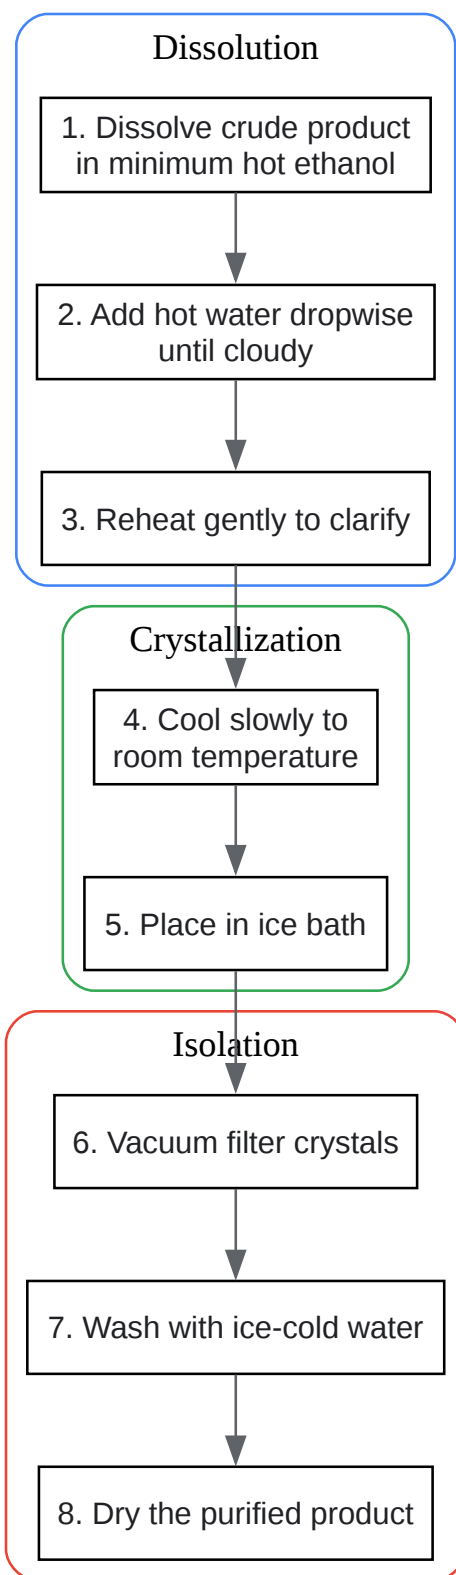 Dissolution
1. Dissolve crude product
in minimum hot ethanol
2. Add hot water dropwise
until cloudy
3. Reheat gently to clarify
Crystallization
4. Cool slowly to
room temperature
5. Place in ice bath
Isolation
6. Vacuum filter crystals
7. Wash with ice-cold water
8. Dry the purified product